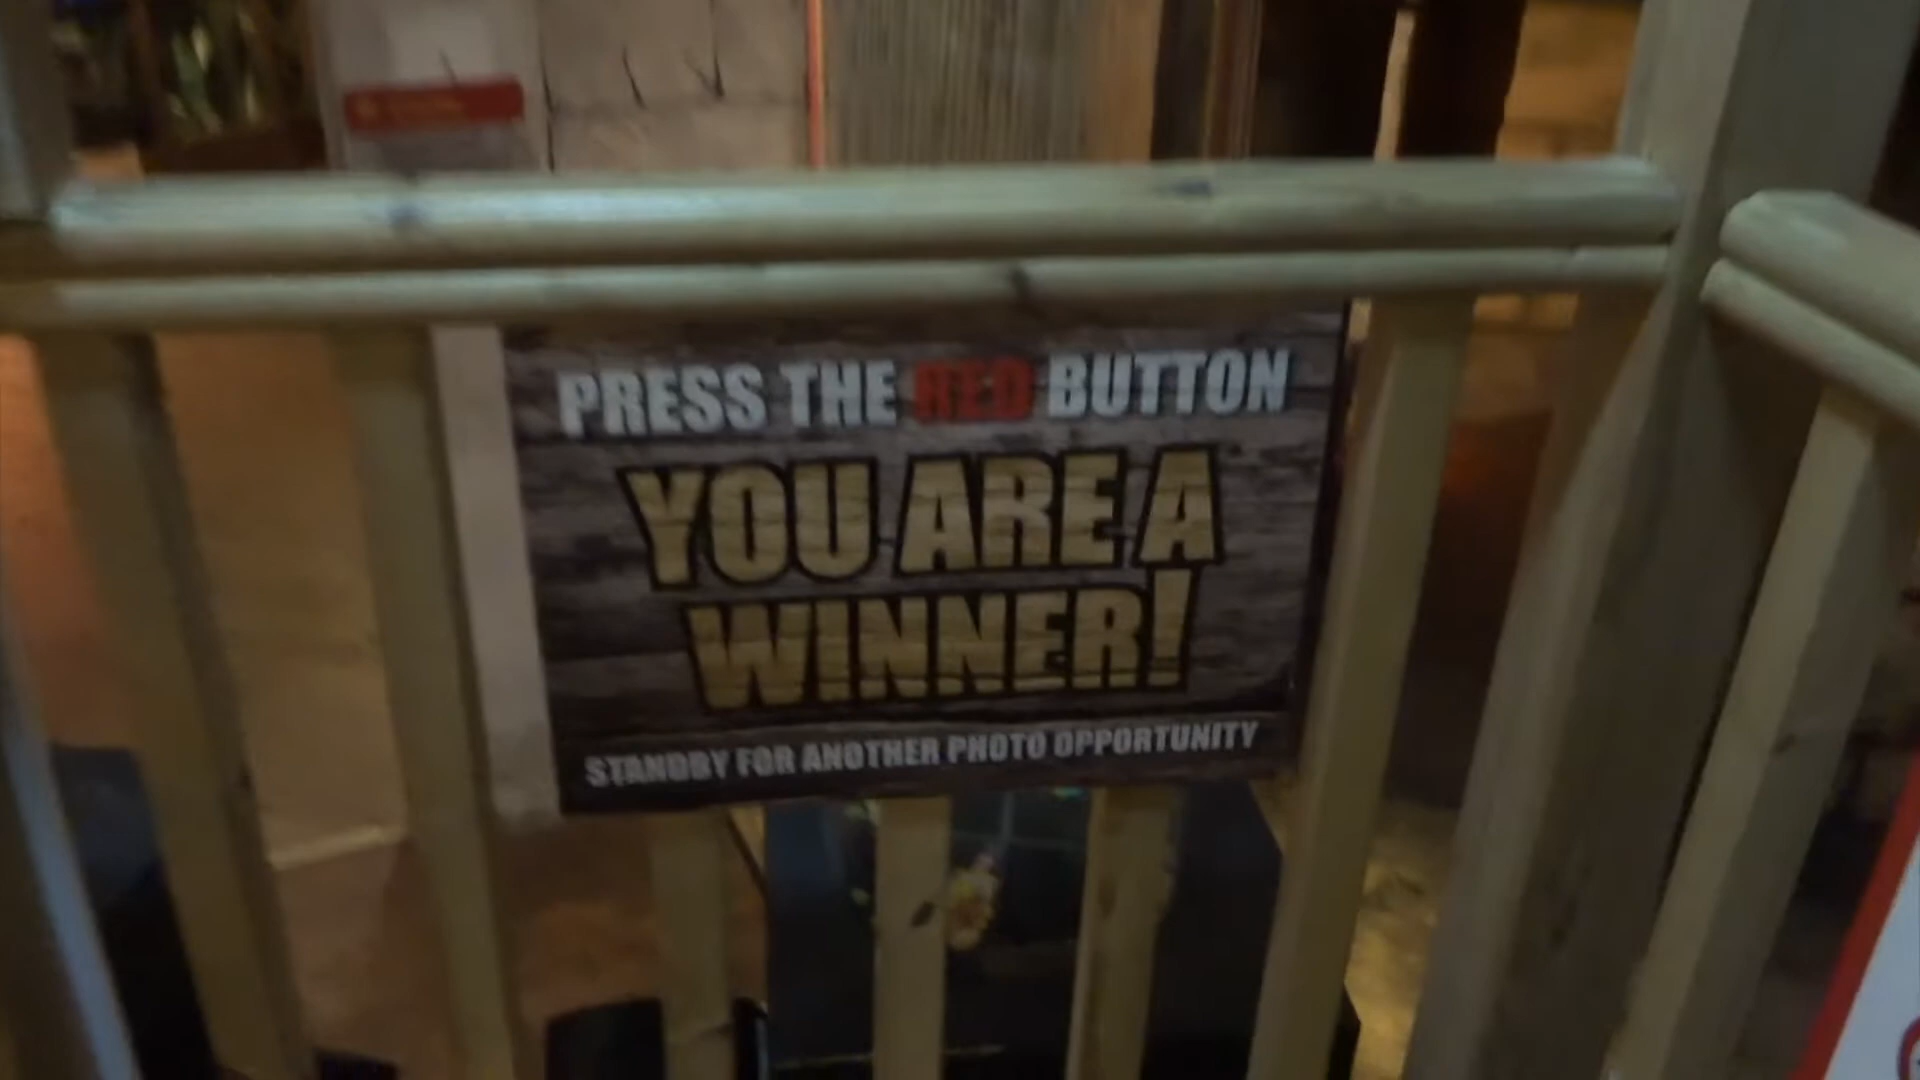 PRESS THE RED BUTTON
YOU ARE A
WINNER!
STANDBY FOR ANOTHER PHOTO OPPORTUNITY